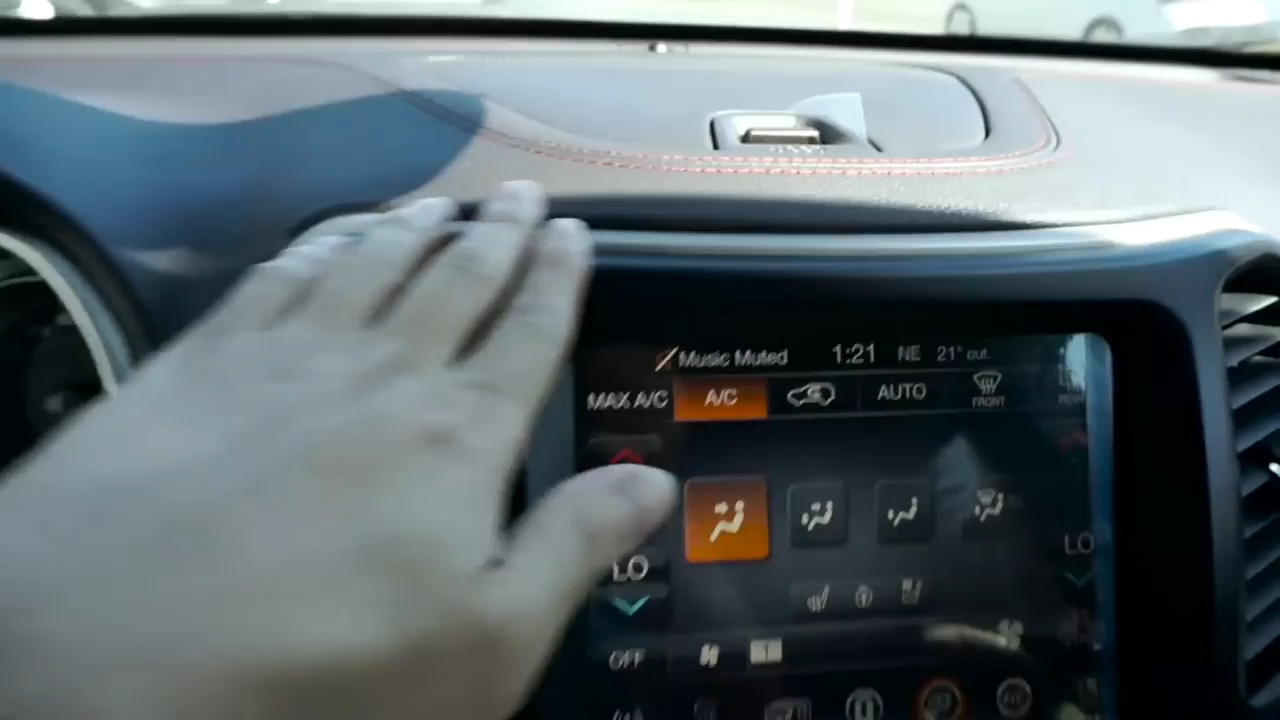 Music Muted 1:21 NE 21° out.
MAX A/C A/C AUTO FRONT
LO LO
OFF